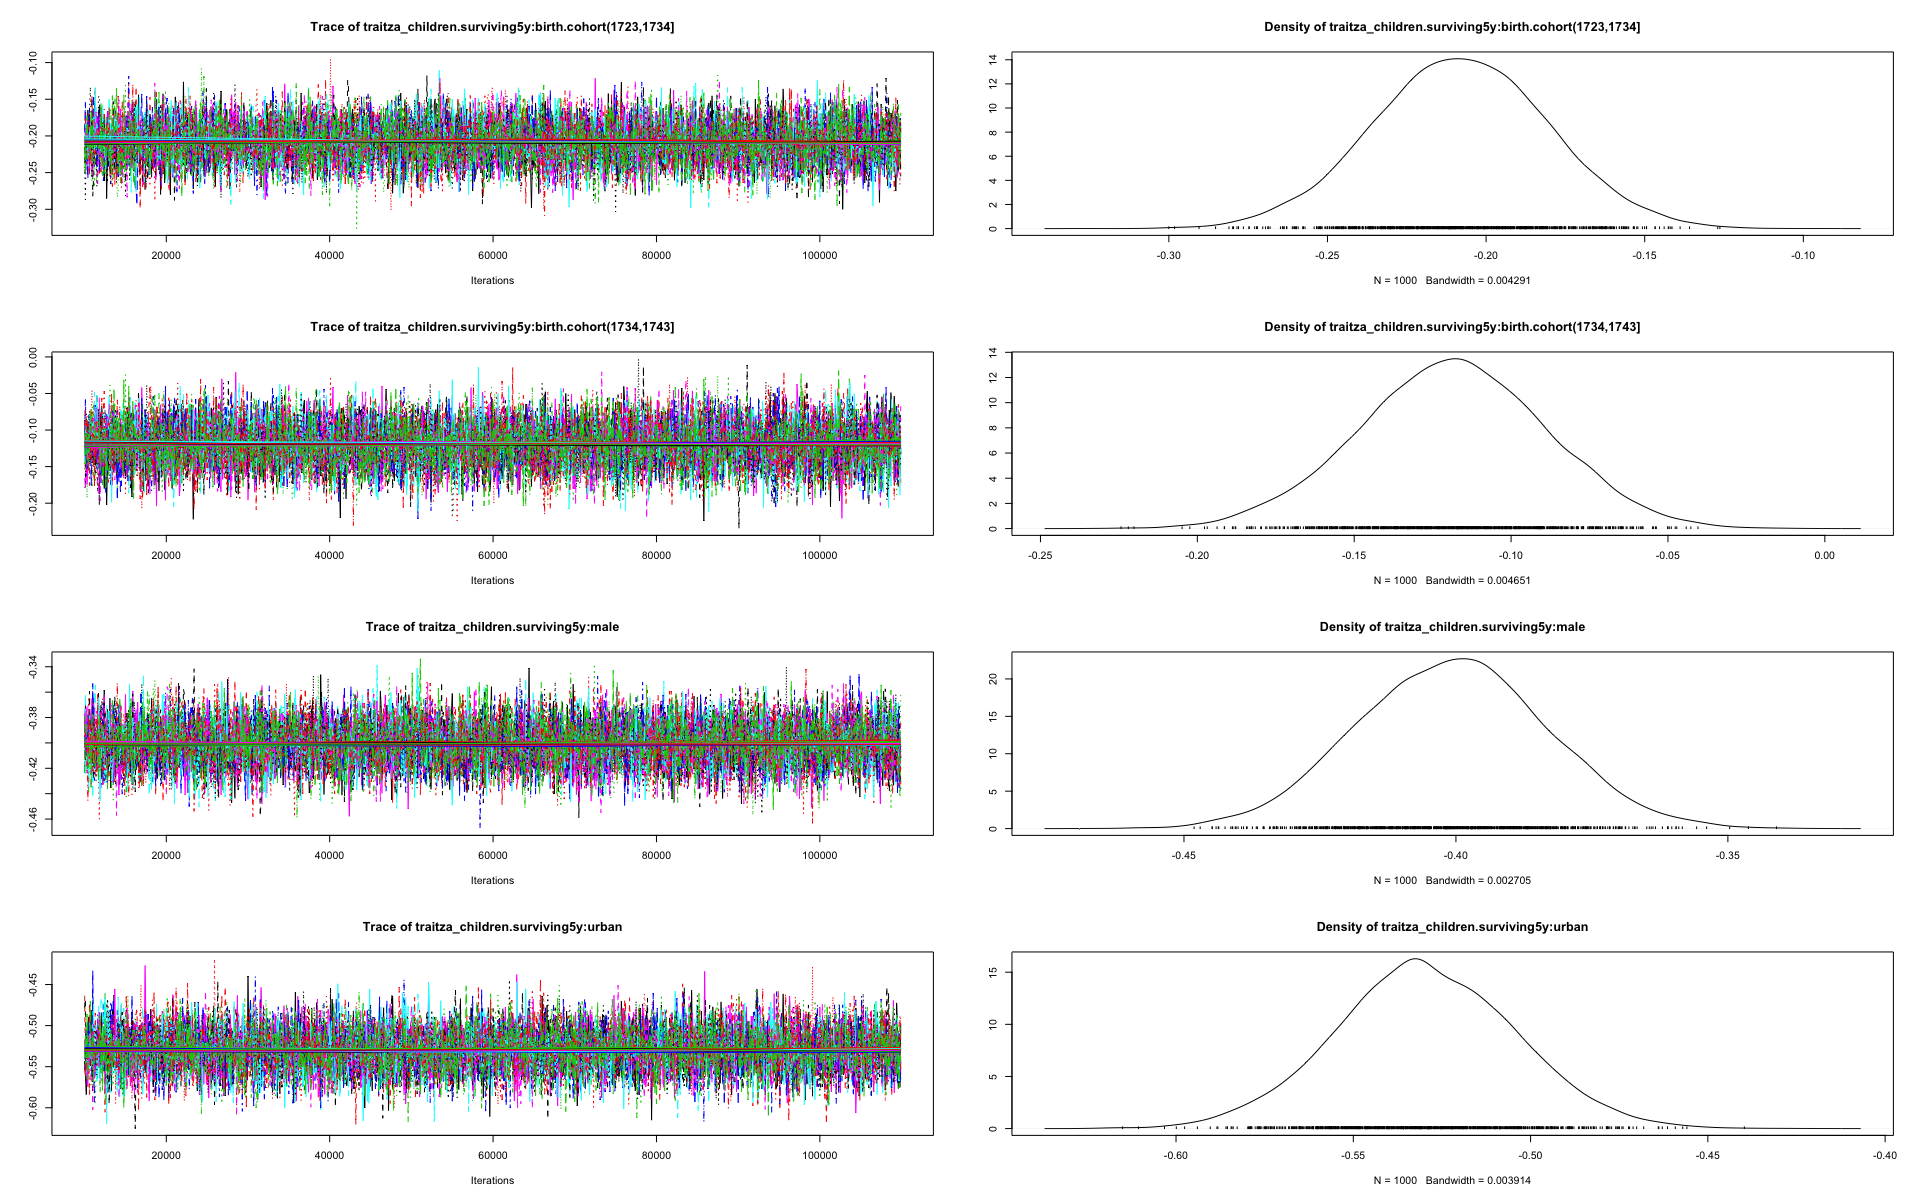 Trace of traitza_children.surviving5y:birth.cohort(1723,1734]
-0.10
-0.15
-0.20
-0.25
-0.30
20000 40000 60000 80000 100000
Iterations
Density of traitza_children.surviving5y:birth.cohort(1723,1734]
14
12
10
8
6
4
2
0
-0.30 -0.25 -0.20 -0.15 -0.10
N = 1000 Bandwidth = 0.004291
Trace of traitza_children.surviving5y:birth.cohort(1734,1743]
0.00
-0.05
-0.10
-0.15
-0.20
20000 40000 60000 80000 100000
Iterations
Density of traitza_children.surviving5y:birth.cohort(1734,1743]
14
12
10
8
6
4
2
0
-0.25 -0.20 -0.15 -0.10 -0.05 0.00
N = 1000 Bandwidth = 0.004651
Trace of traitza_children.surviving5y:male
-0.34
-0.38
-0.42
-0.46
20000 40000 60000 80000 100000
Iterations
Density of traitza_children.surviving5y:male
20
15
10
5
0
-0.45 -0.40 -0.35
N = 1000 Bandwidth = 0.002705
Trace of traitza_children.surviving5y:urban
-0.45
-0.50
-0.55
-0.60
20000 40000 60000 80000 100000
Iterations
Density of traitza_children.surviving5y:urban
15
10
5
0
-0.60 -0.55 -0.50 -0.45 -0.40
N = 1000 Bandwidth = 0.003914